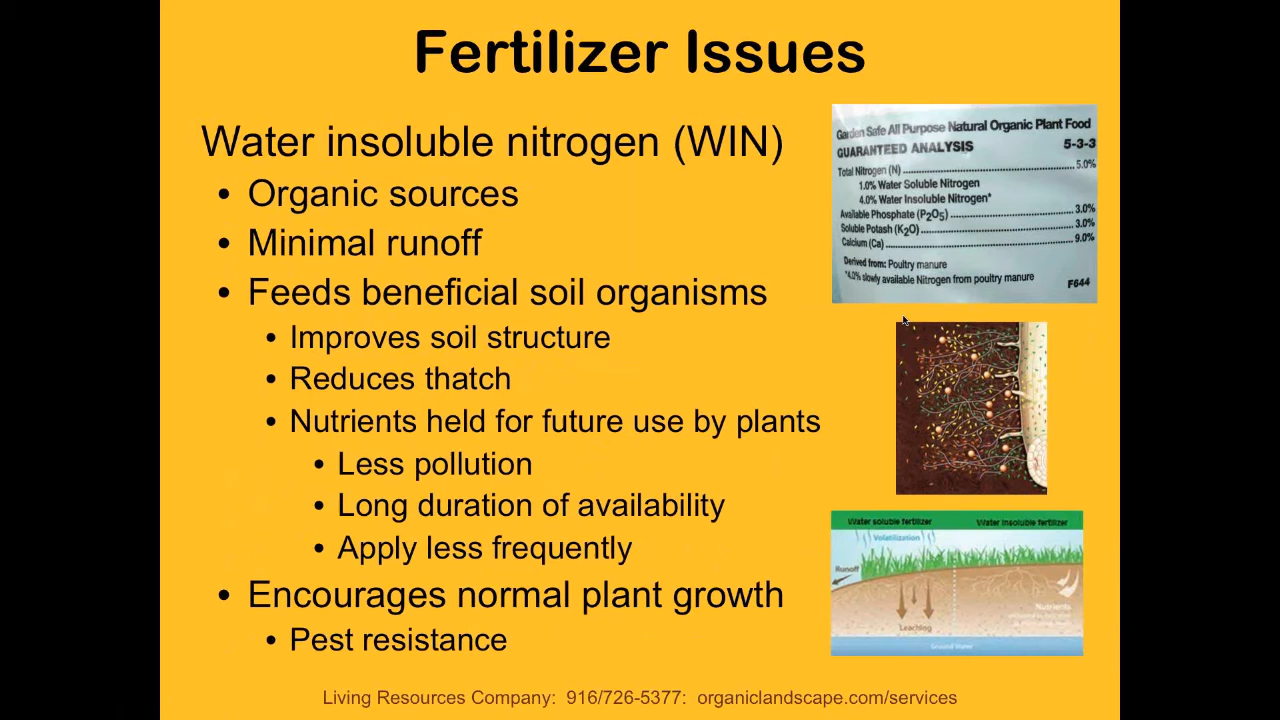 Fertilizer Issues
Water insoluble nitrogen (WIN)
• Organic sources
• Minimal runoff
• Feeds beneficial soil organisms
• Improves soil structure
• Reduces thatch
• Nutrients held for future use by plants
• Less pollution
• Long duration of availability
• Apply less frequently
• Encourages normal plant growth
• Pest resistance
Garden Safe All Purpose Natural Organic Plant Food
GUARANTEED ANALYSIS 5-3-3
Total Nitrogen (N) 5.0%
1.0% Water Soluble Nitrogen
4.0% Water Insoluble Nitrogen*
Available Phosphate (P2O5) 3.0%
Soluble Potash (K2O) 3.0%
Calcium (Ca) 9.0%
Derived from: Poultry manure
*4.0% slowly available Nitrogen from poultry manure
F644
Water soluble fertilizer Water insoluble fertilizer
Volatilization
Runoff
Nutrients
Leaching
Ground Water
Living Resources Company: 916/726-5377: organiclandscape.com/services